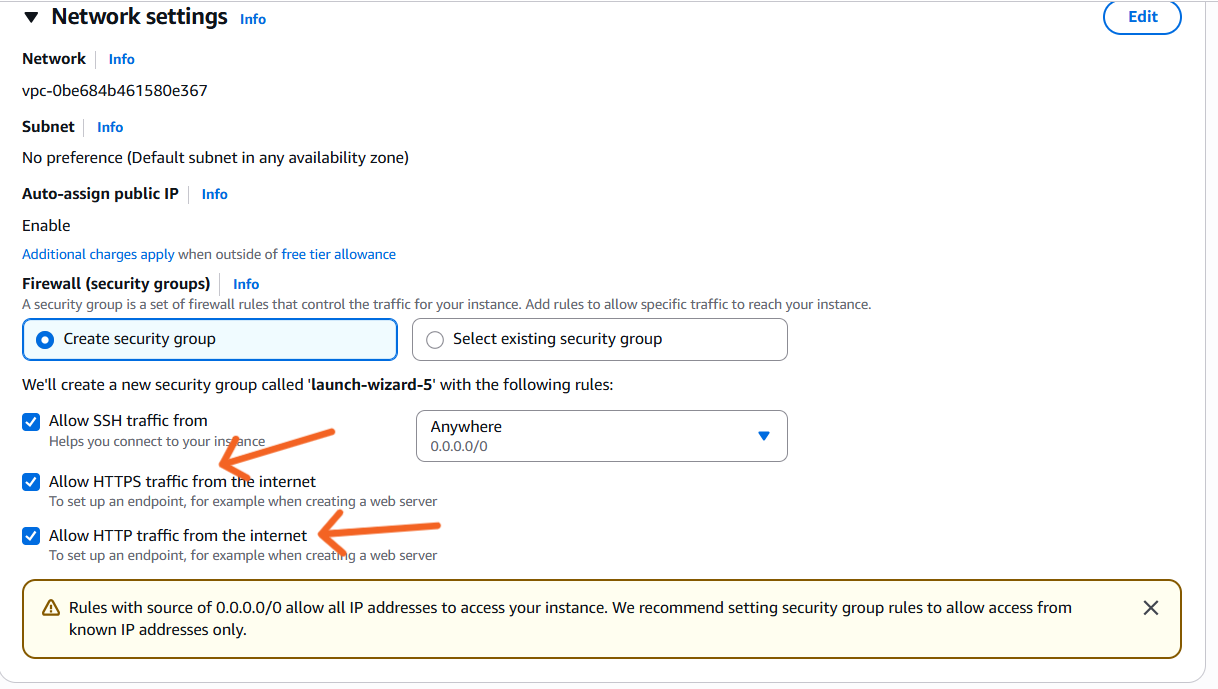 Network settings Info Edit
Network Info
vpc-0be684b461580e367
Subnet Info
No preference (Default subnet in any availability zone)
Auto-assign public IP Info
Enable
Additional charges apply when outside of free tier allowance
Firewall (security groups) Info
A security group is a set of firewall rules that control the traffic for your instance. Add rules to allow specific traffic to reach your instance.
Create security group Select existing security group
We'll create a new security group called 'launch-wizard-5' with the following rules:
Allow SSH traffic from Anywhere
Helps you connect to your instance 0.0.0.0/0
Allow HTTPS traffic from the internet
To set up an endpoint, for example when creating a web server
Allow HTTP traffic from the internet
To set up an endpoint, for example when creating a web server
Rules with source of 0.0.0.0/0 allow all IP addresses to access your instance. We recommend setting security group rules to allow access from
known IP addresses only.